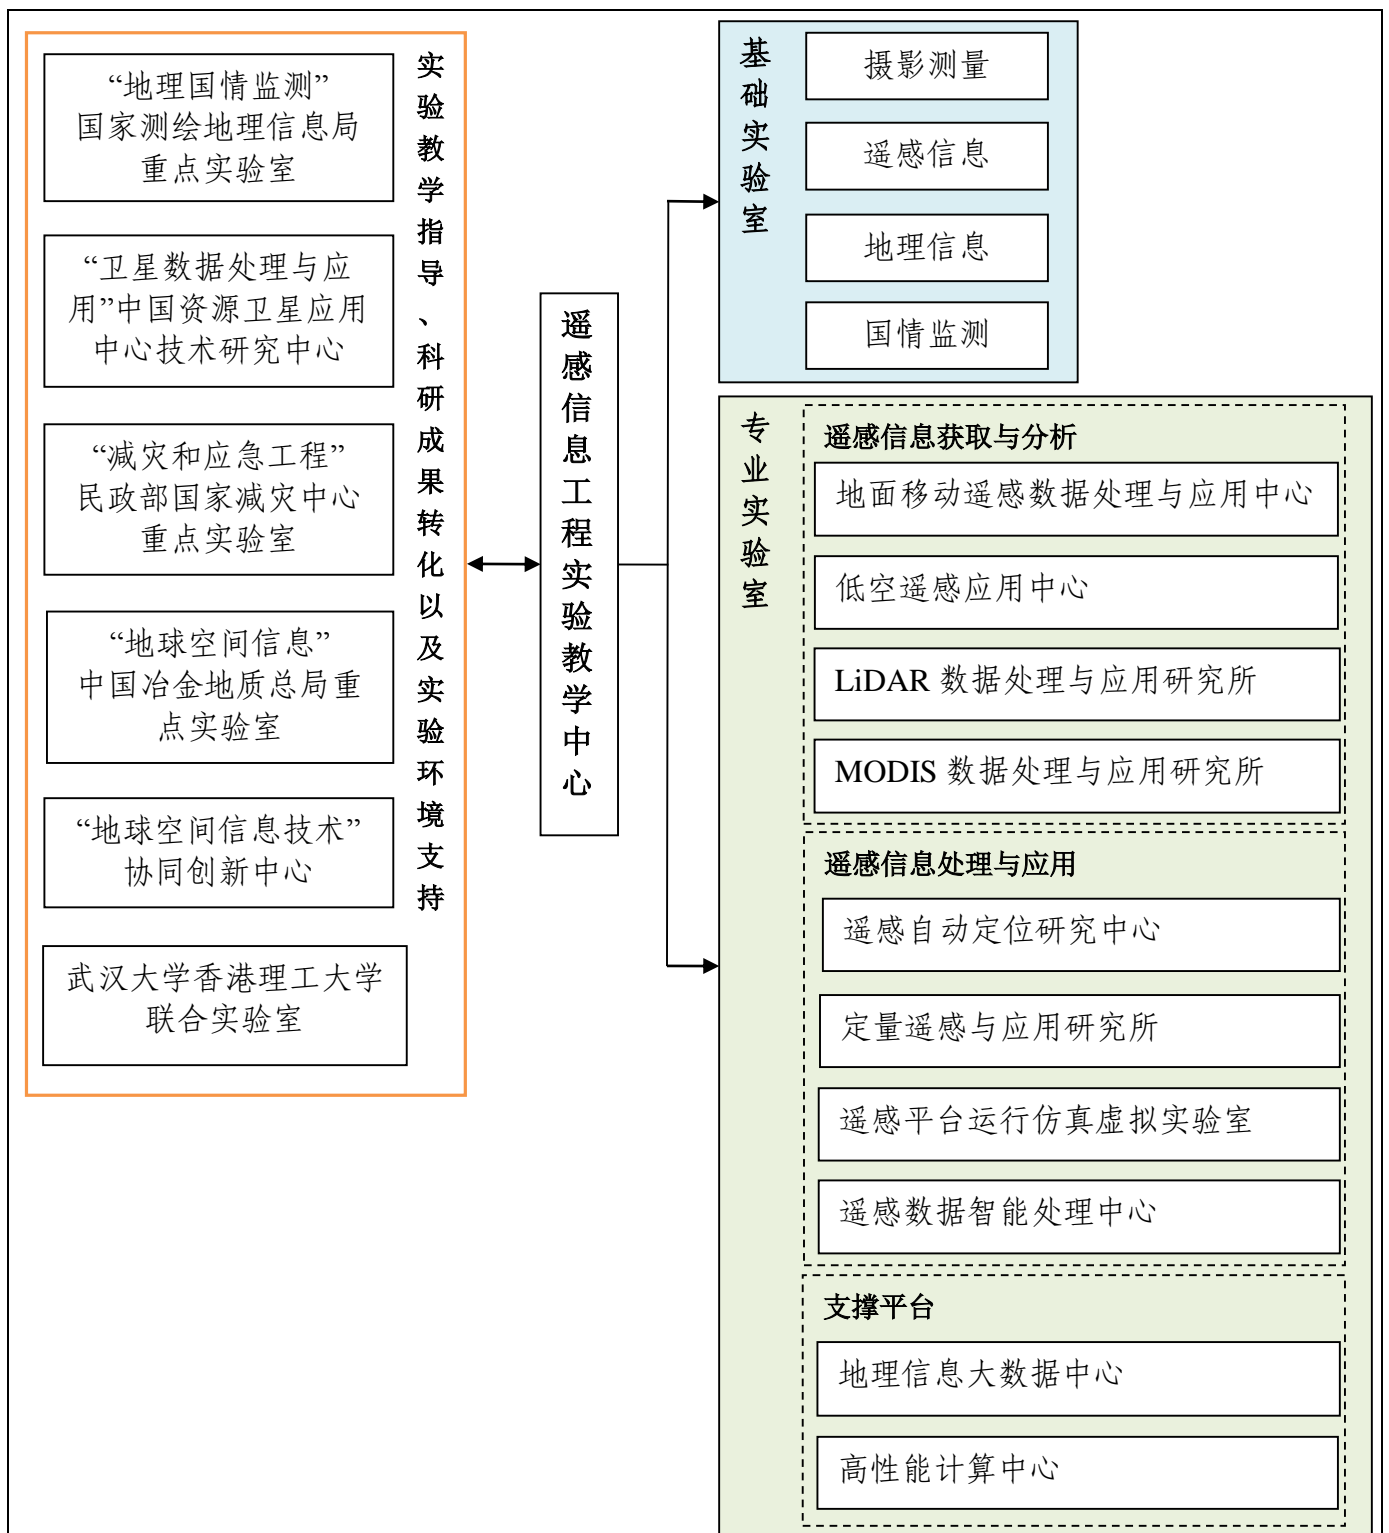 “地理国情监测”
国家测绘地理信息局
重点实验室
“卫星数据处理与应
用”中国资源卫星应用
中心技术研究中心
“减灾和应急工程”
民政部国家减灾中心
重点实验室
“地球空间信息”
中国冶金地质总局重
点实验室
“地球空间信息技术”
协同创新中心
武汉大学香港理工大学
联合实验室
实验教学指导、科研成果转化以及实验环境支持
遥感信息工程实验教学中心
基础实验室
摄影测量
遥感信息
地理信息
国情监测
专业实验室
遥感信息获取与分析
地面移动遥感数据处理与应用中心
低空遥感应用中心
LiDAR 数据处理与应用研究所
MODIS 数据处理与应用研究所
遥感信息处理与应用
遥感自动定位研究中心
定量遥感与应用研究所
遥感平台运行仿真虚拟实验室
遥感数据智能处理中心
支撑平台
地理信息大数据中心
高性能计算中心